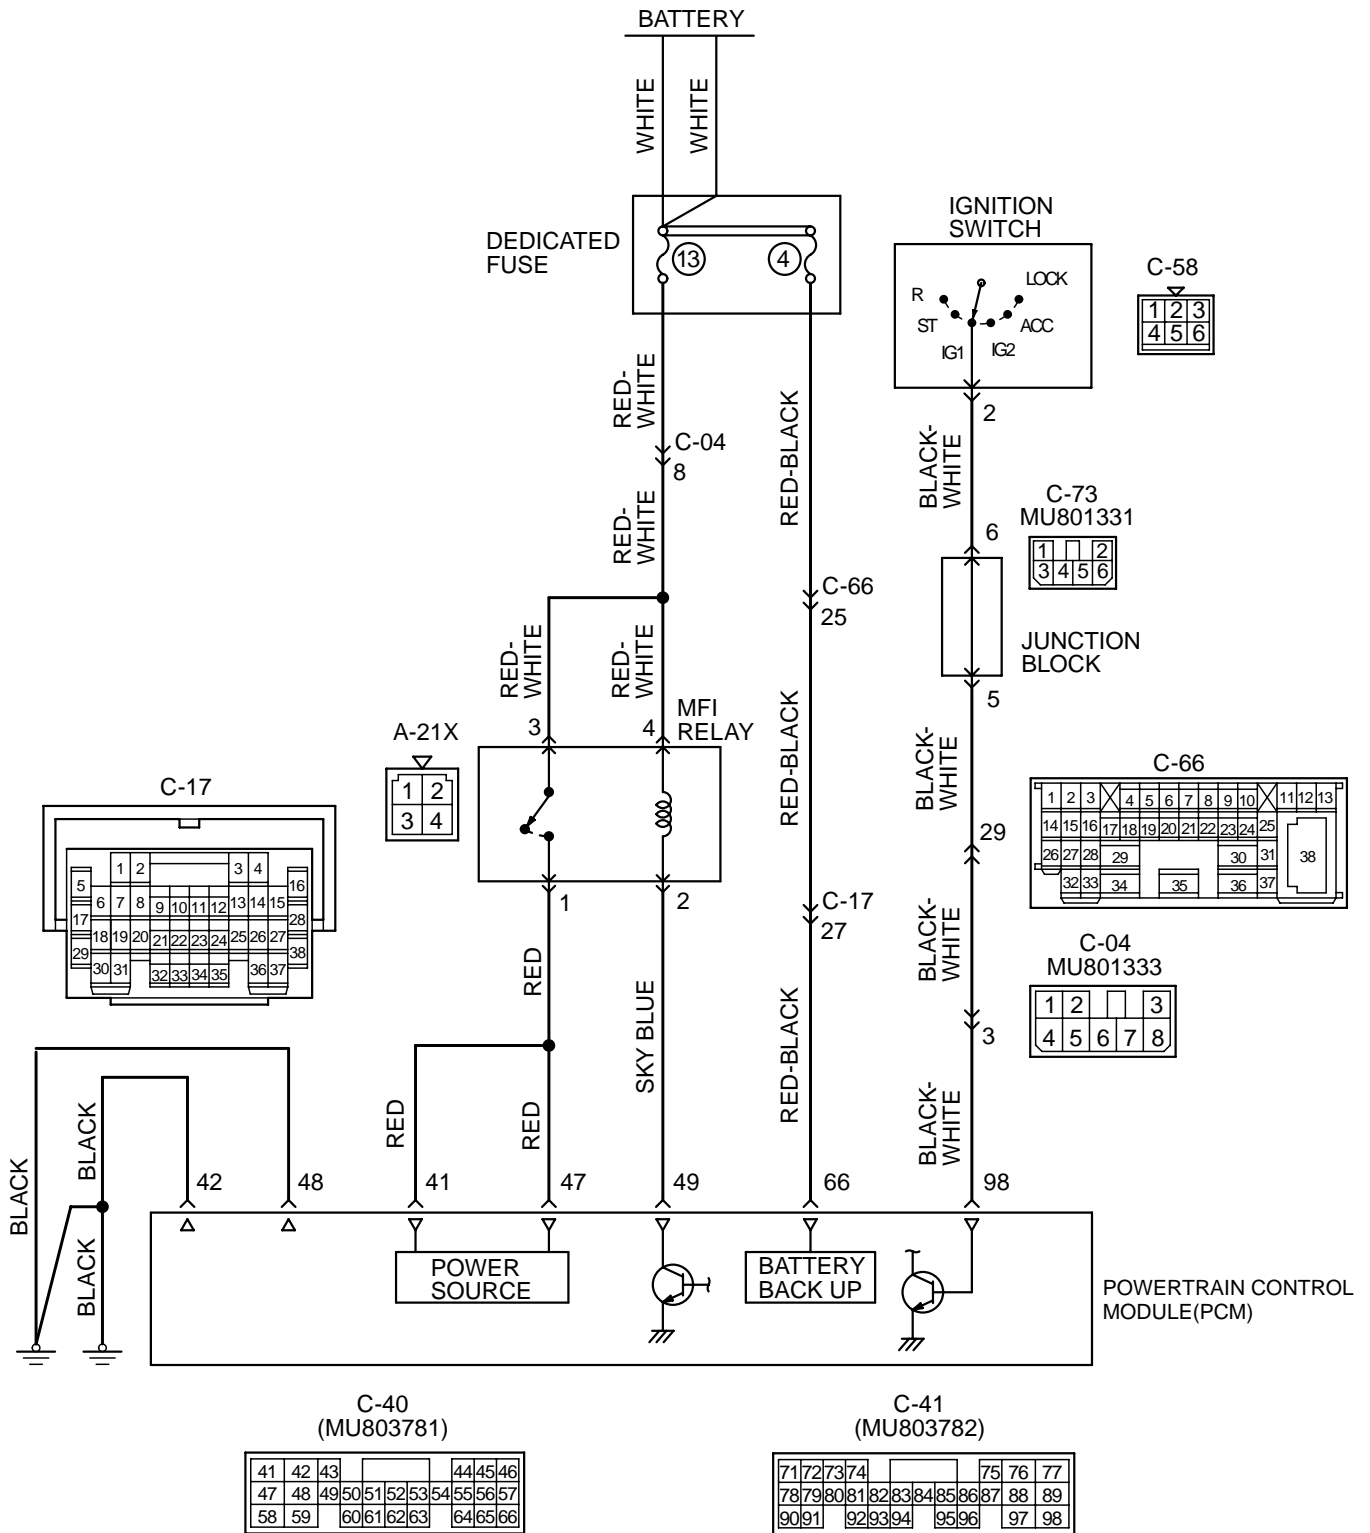 BATTERY
WHITE
WHITE
DEDICATED
FUSE
13
4
IGNITION
SWITCH
LOCK
R
ST
ACC
IG1
IG2
C-58
1 2 3
4 5 6
RED-
WHITE
C-04
8
RED-BLACK
2
BLACK-
WHITE
RED-
WHITE
C-73
MU801331
6
1 2
3 4 5 6
C-66
25
JUNCTION
BLOCK
5
RED-
WHITE
RED-
WHITE
3
4
MFI
RELAY
RED-BLACK
BLACK-
WHITE
A-21X
1 2
3 4
C-17
1 2 3 4
5 16
6 7 8 9 10 11 12 13 14 15
17 28
18 19 20 21 22 23 24 25 26 27
29 38
30 31 32 33 34 35 36 37
C-66
1 2 3 4 5 6 7 8 9 10 11 12 13
14 15 16 17 18 19 20 21 22 23 24 25
26 27 28 29 30 31 38
32 33 34 35 36 37
29
1
2
C-17
27
BLACK-
WHITE
C-04
MU801333
1 2 3
4 5 6 7 8
RED
SKY BLUE
RED-BLACK
3
BLACK
BLACK
RED
RED
BLACK-
WHITE
42
48
41
47
49
66
98
BLACK
POWER
SOURCE
BATTERY
BACK UP
POWERTRAIN CONTROL
MODULE(PCM)
C-40
(MU803781)
41 42 43 44 45 46
47 48 49 50 51 52 53 54 55 56 57
58 59 60 61 62 63 64 65 66
C-41
(MU803782)
71 72 73 74 75 76 77
78 79 80 81 82 83 84 85 86 87 88 89
90 91 92 93 94 95 96 97 98